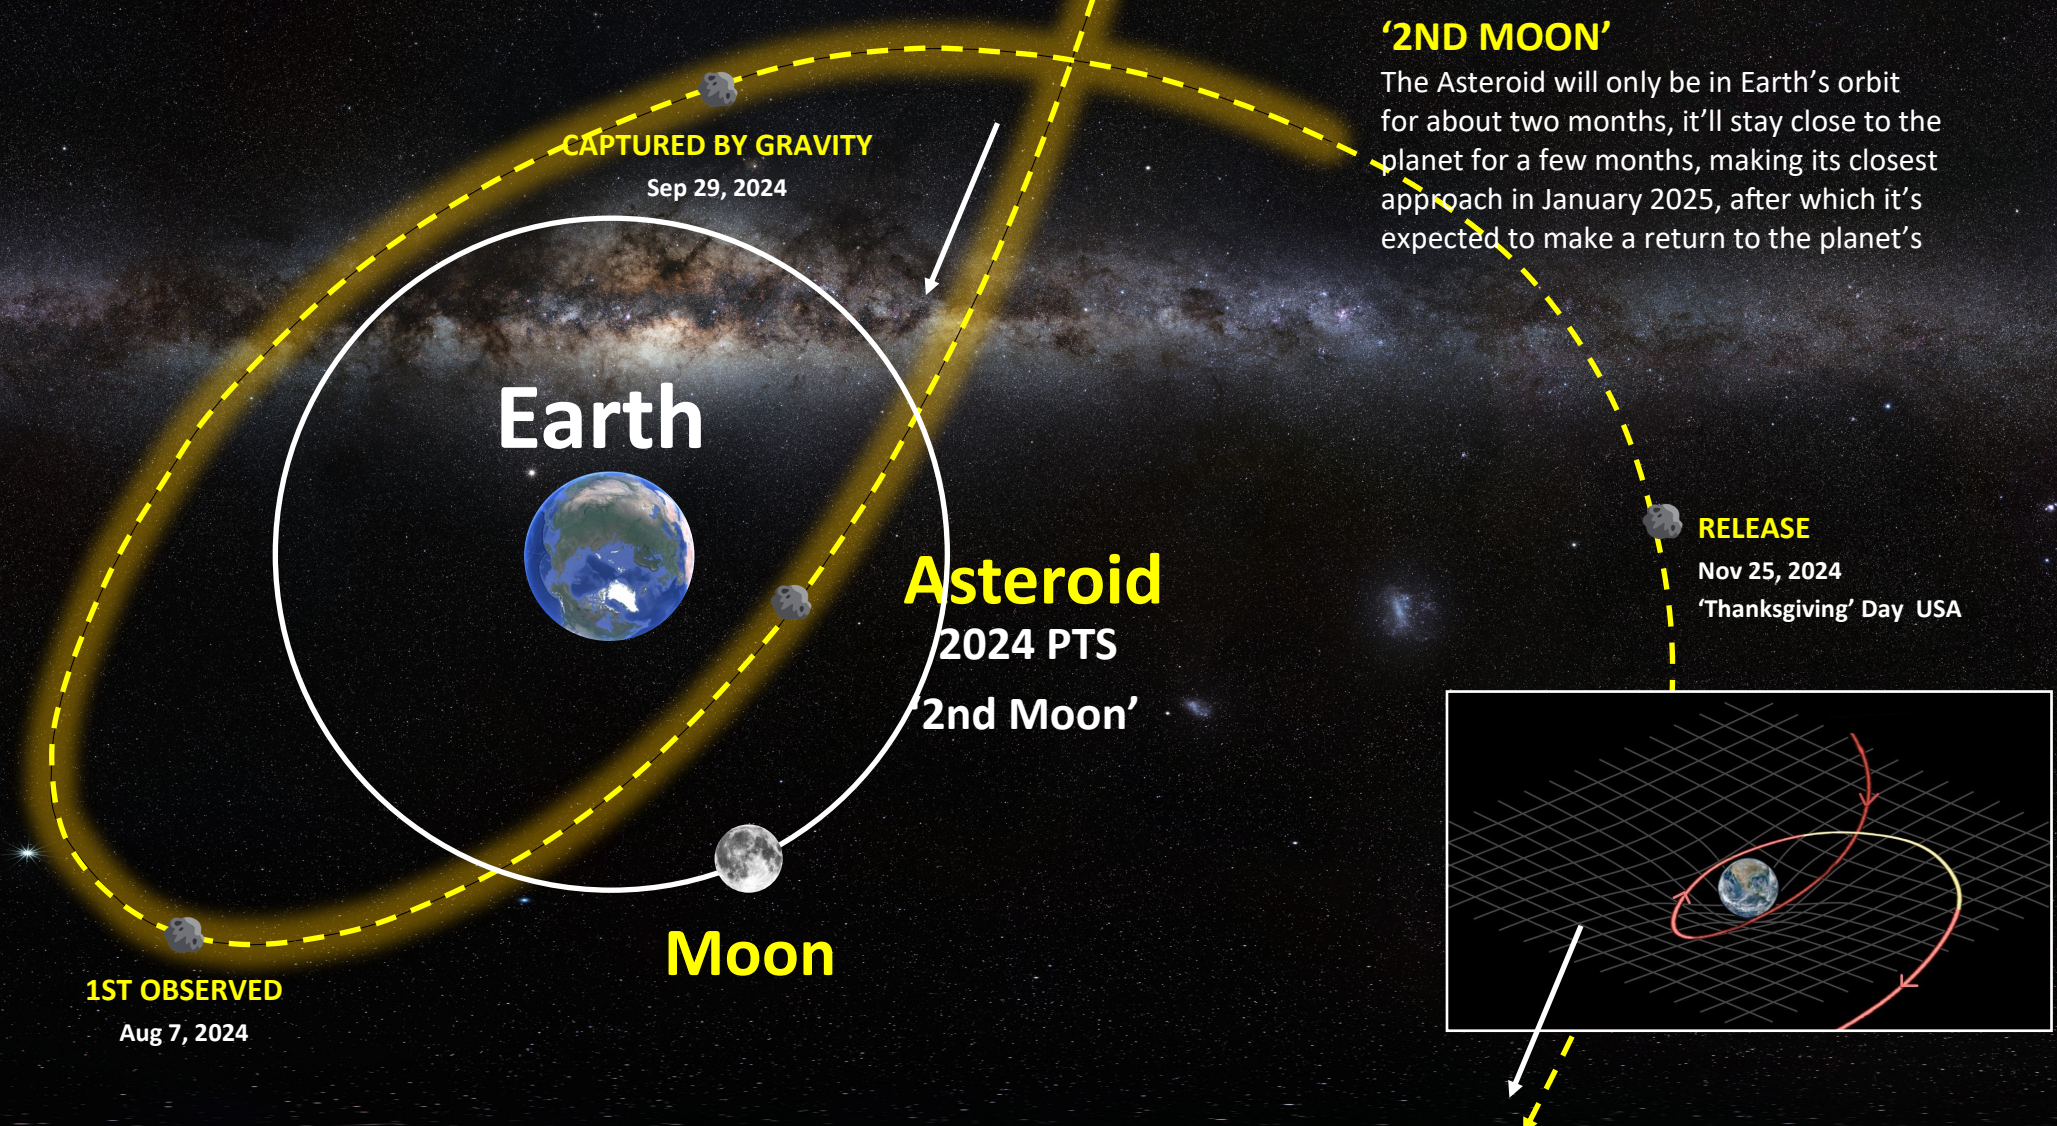 ‘2ND MOON’
The Asteroid will only be in Earth’s orbit
for about two months, it’ll stay close to the
planet for a few months, making its closest
approach in January 2025, after which it’s
expected to make a return to the planet’s
CAPTURED BY GRAVITY
Sep 29, 2024
Earth
Asteroid
2024 PTS
‘2nd Moon’
RELEASE
Nov 25, 2024
‘Thanksgiving’ Day USA
Moon
1ST OBSERVED
Aug 7, 2024